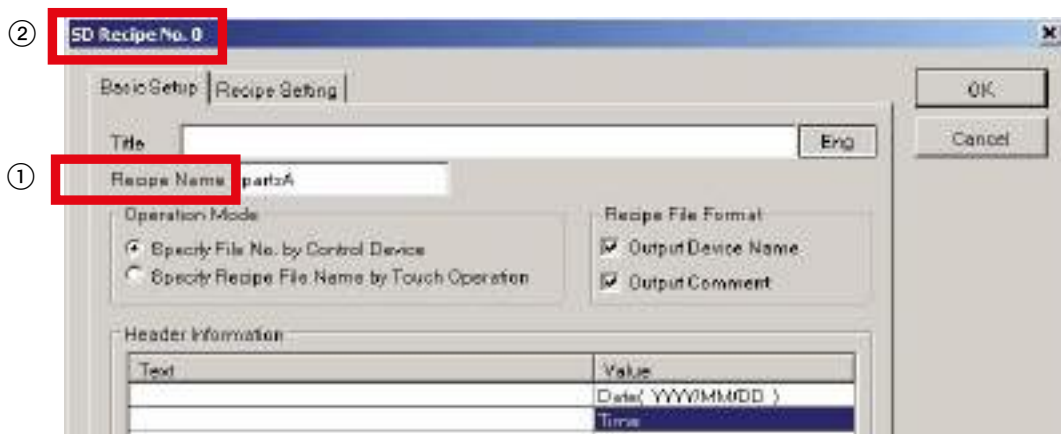 ②
SD Recipe No. 0
Basic Setup Recipe Setting
OK
Title Eng
Cancel
①
Recipe Name partsA
Operation Mode
Recipe File Format
Specify File No. by Control Device
Output Device Name
Specify Recipe File Name by Touch Operation
Output Comment
Header Information
Text Value
Date( YYYY/MM/DD )
Time